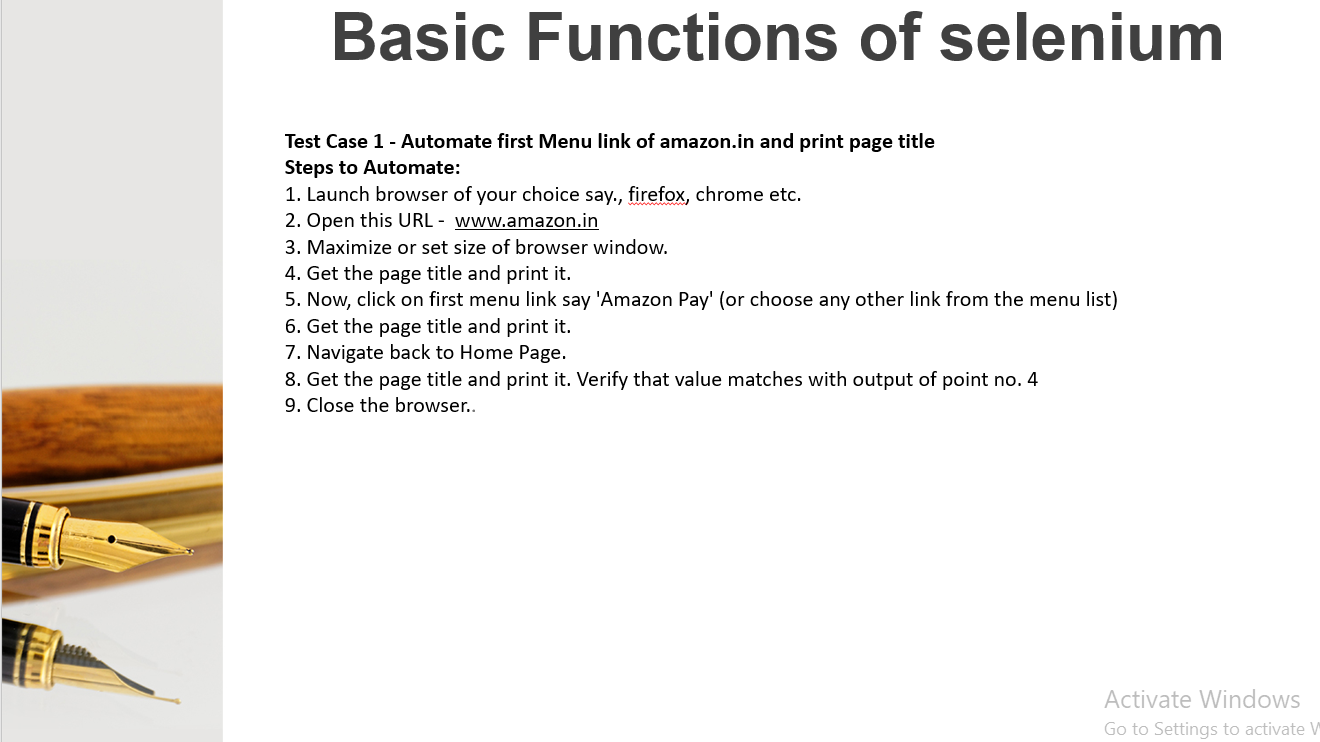 Basic Functions of selenium
Test Case 1 - Automate first Menu link of amazon.in and print page title
Steps to Automate:
1. Launch browser of your choice say., firefox, chrome etc.
2. Open this URL -  www.amazon.in
3. Maximize or set size of browser window.
4. Get the page title and print it.
5. Now, click on first menu link say 'Amazon Pay' (or choose any other link from the menu list)
6. Get the page title and print it.
7. Navigate back to Home Page.
8. Get the page title and print it. Verify that value matches with output of point no. 4
9. Close the browser..
Activate Windows
Go to Settings to activate W